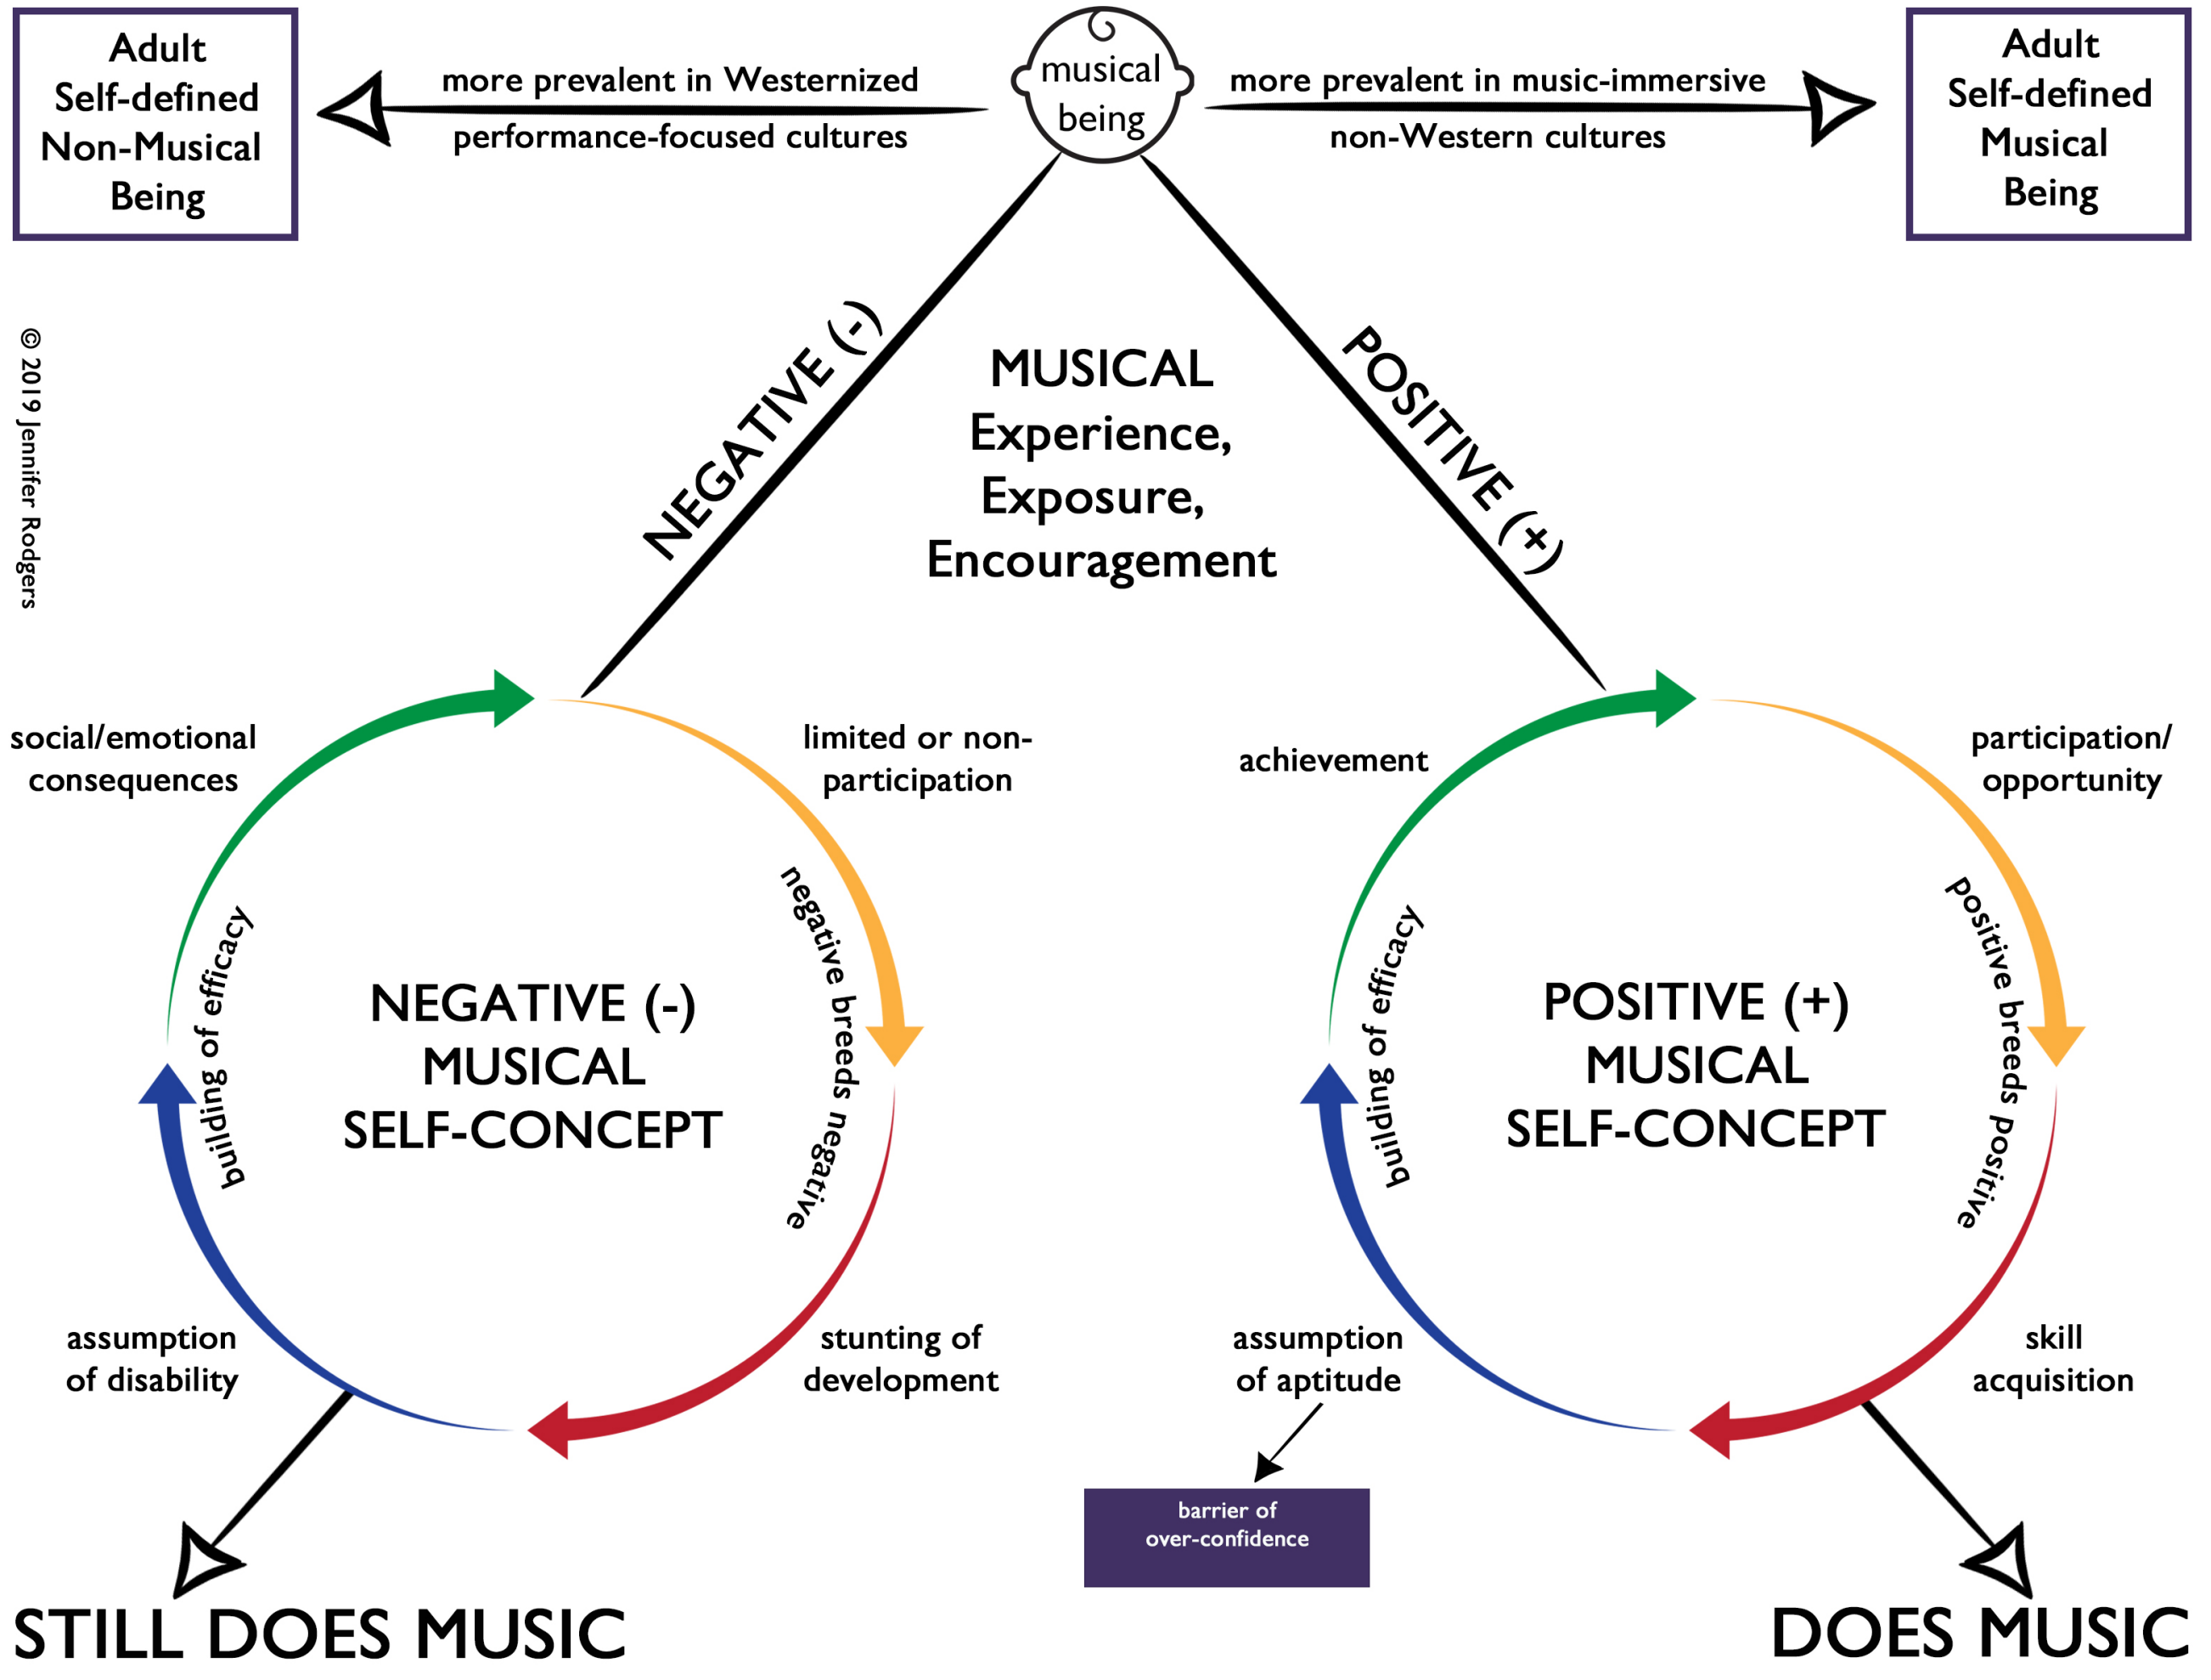 Adult
Self-defined
Non-Musical
Being
more prevalent in Westernized
performance-focused cultures
musical
being
more prevalent in music-immersive
non-Western cultures
Adult
Self-defined
Musical
Being
© 2019 Jennifer Rodgers
NEGATIVE (-)
MUSICAL
Experience,
Exposure,
Encouragement
POSITIVE (+)
social/emotional
consequences
limited or non-
participation
building of efficacy
negative breeds negative
NEGATIVE (-)
MUSICAL
SELF-CONCEPT
assumption
of disability
stunting of
development
STILL DOES MUSIC
achievement
participation/
opportunity
building of efficacy
positive breeds positive
POSITIVE (+)
MUSICAL
SELF-CONCEPT
assumption
of aptitude
skill
acquisition
barrier of
over-confidence
DOES MUSIC